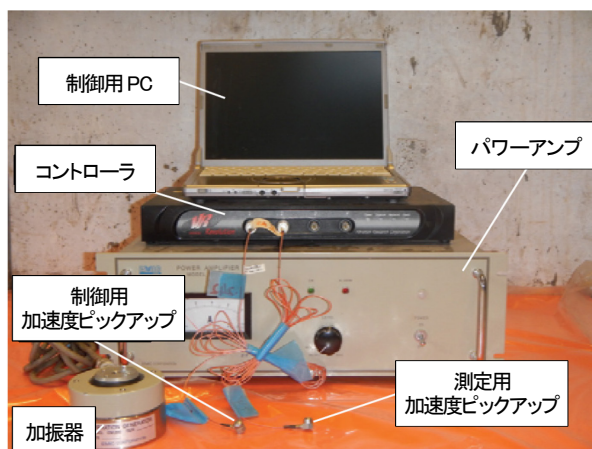 制御用 PC
コントローラ
パワーアンプ
POWER AMPLIFIER
制御用
加速度ピックアップ
測定用
加速度ピックアップ
加振器